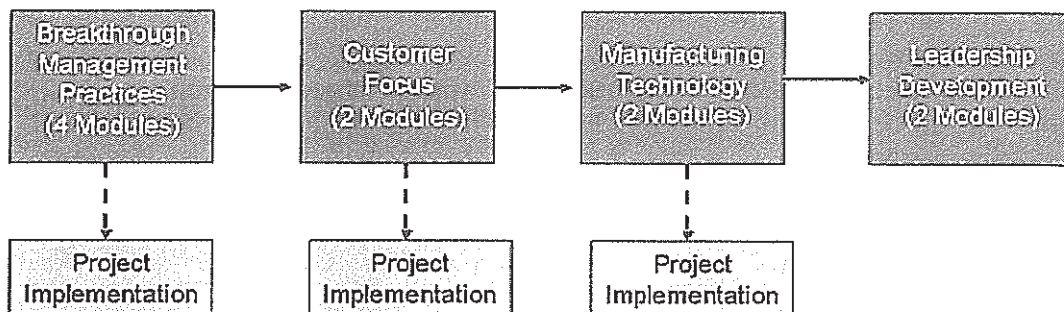 Breakthrough
Management
Practices
(4 Modules)
Customer
Focus
(2 Modules)
Manufacturing
Technology
(2 Modules)
Leadership
Development
(2 Modules)
Project
Implementation
Project
Implementation
Project
Implementation